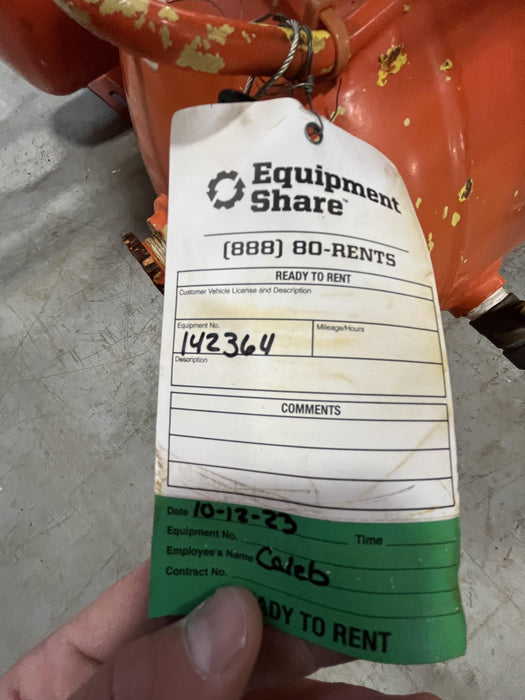 Equipment
Share™
(888) 80-RENTS
READY TO RENT
Customer Vehicle License and Description
Equipment No.
142364
Mileage/Hours
Description
COMMENTS
Date 10-12-23
Equipment No. Time
Employee's Name Caleb
Contract No.
ADY TO RENT